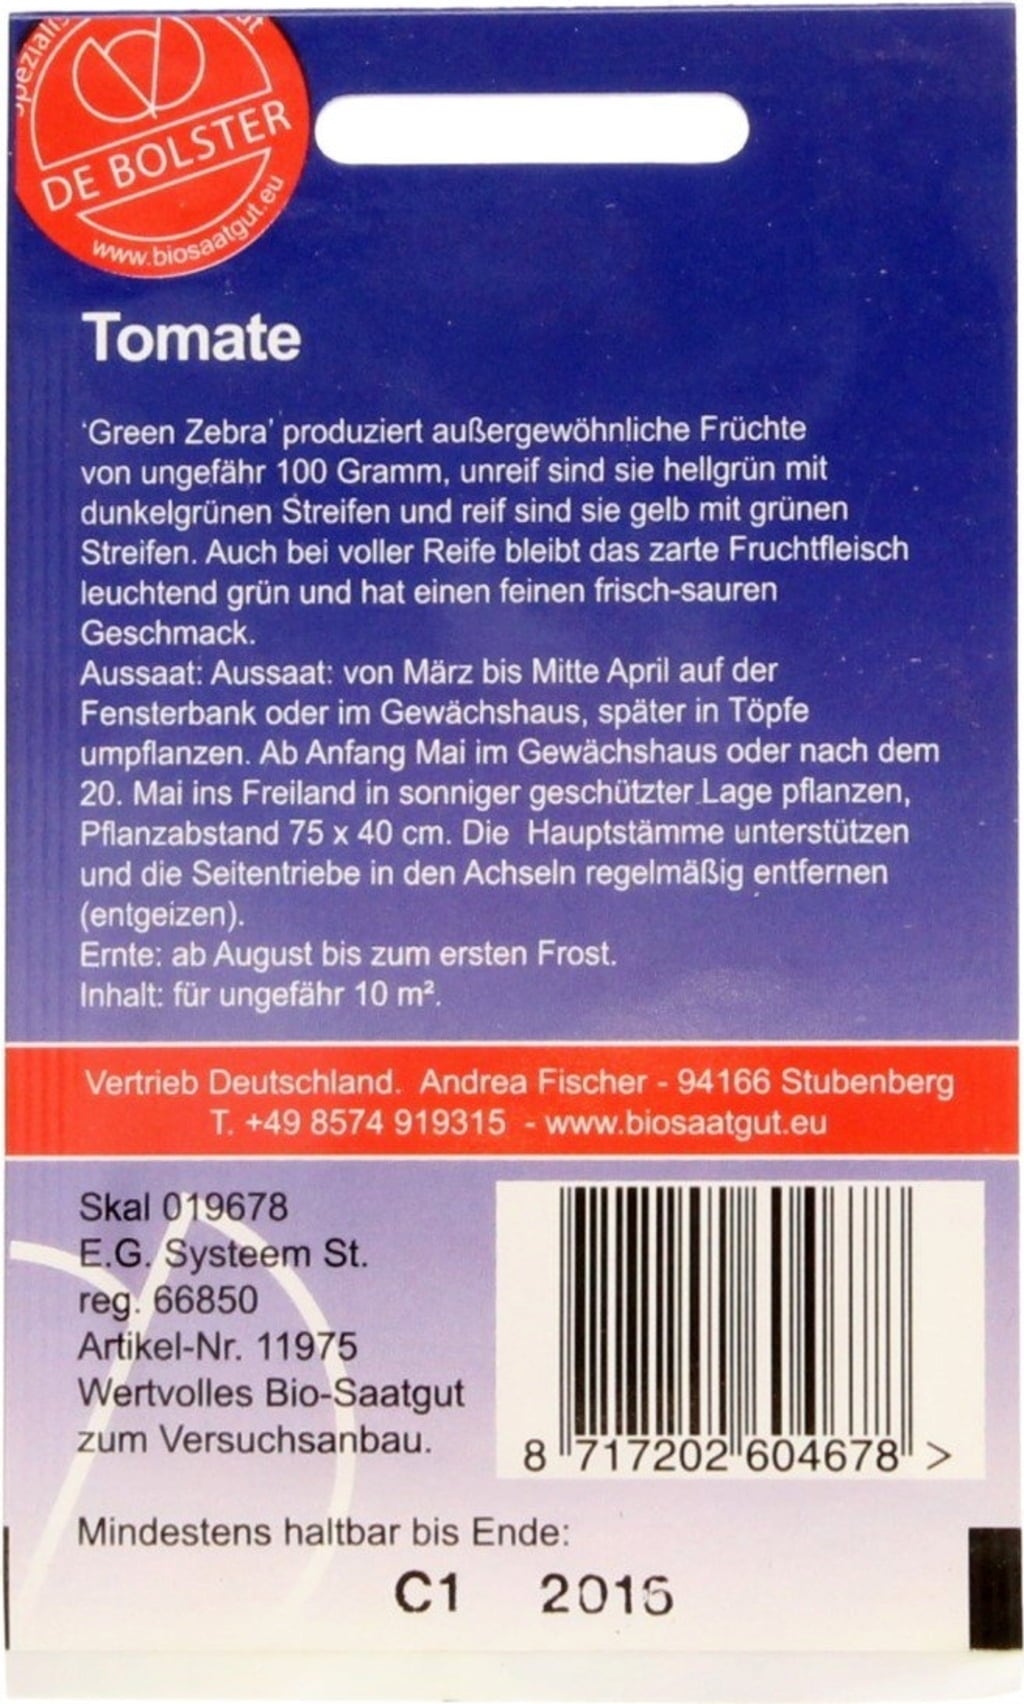 DE BOLSTER
www.biosaatgut.eu
Tomate
'Green Zebra' produziert außergewöhnliche Früchte
von ungefähr 100 Gramm, unreif sind sie hellgrün mit
dunkelgrünen Streifen und reif sind sie gelb mit grünen
Streifen. Auch bei voller Reife bleibt das zarte Fruchtfleisch
leuchtend grün und hat einen feinen frisch-sauren
Geschmack.
Aussaat: Aussaat: von März bis Mitte April auf der
Fensterbank oder im Gewächshaus, später in Töpfe
umpflanzen. Ab Anfang Mai im Gewächshaus oder nach dem
20. Mai ins Freiland in sonniger geschützter Lage pflanzen,
Pflanzabstand 75 x 40 cm. Die Hauptstämme unterstützen
und die Seitentriebe in den Achseln regelmäßig entfernen
(entgeizen).
Ernte: ab August bis zum ersten Frost.
Inhalt: für ungefähr 10 m².
Vertrieb Deutschland. Andrea Fischer - 94166 Stubenberg
T. +49 8574 919315 - www.biosaatgut.eu
Skal 019678
E.G. Systeem St.
reg. 66850
Artikel-Nr. 11975
Wertvolles Bio-Saatgut
zum Versuchsanbau.
8 717202 604678 >
Mindestens haltbar bis Ende:
C1 2016